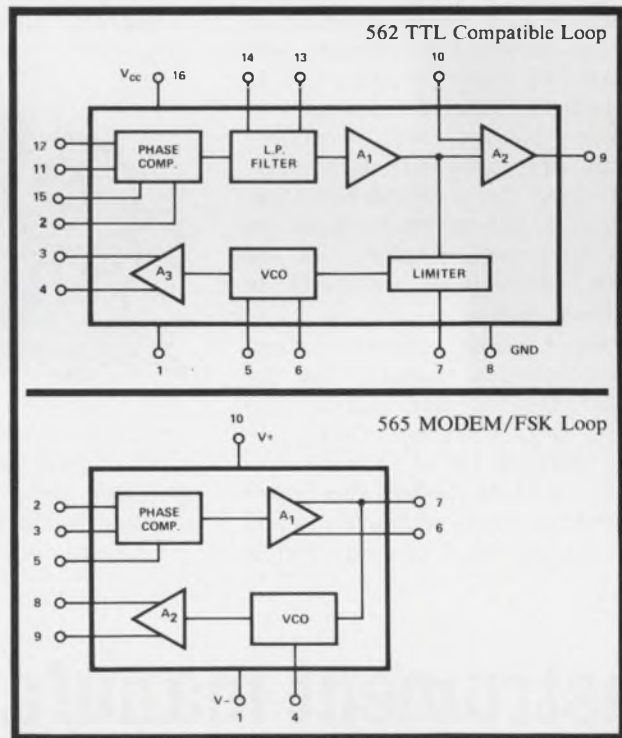 562 TTL Compatible Loop
Vcc 16 14 13 10
12 PHASE COMP. L.P. FILTER A1 A2 9
11
15
2
3 A3 VCO LIMITER
4
1 5 6 7 8 GND
565 MODEM/FSK Loop
10 V+
2 PHASE COMP. A1 7
3 6
5
8 A2 VCO
9
V- 1 4